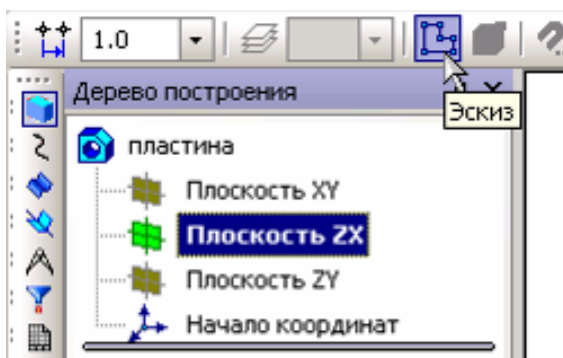 1.0
Дерево построения
Эскиз
пластина
Плоскость XY
Плоскость ZX
Плоскость ZY
Начало координат